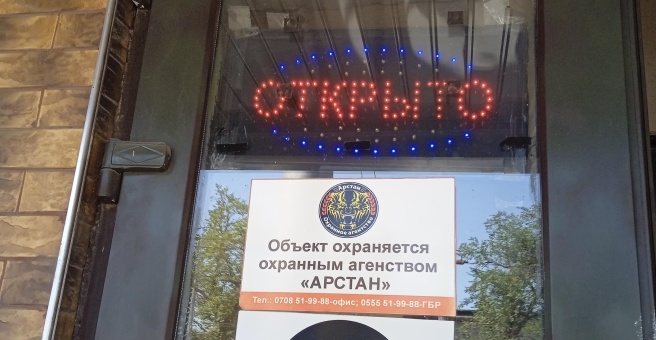 ОТКРЫТО
Арстан
Охранное агентство
Объект охраняется
охранным агенством
«АРСТАН»
Тел.: 0708 51-99-88-офис; 0555 51-99-88-ГБР